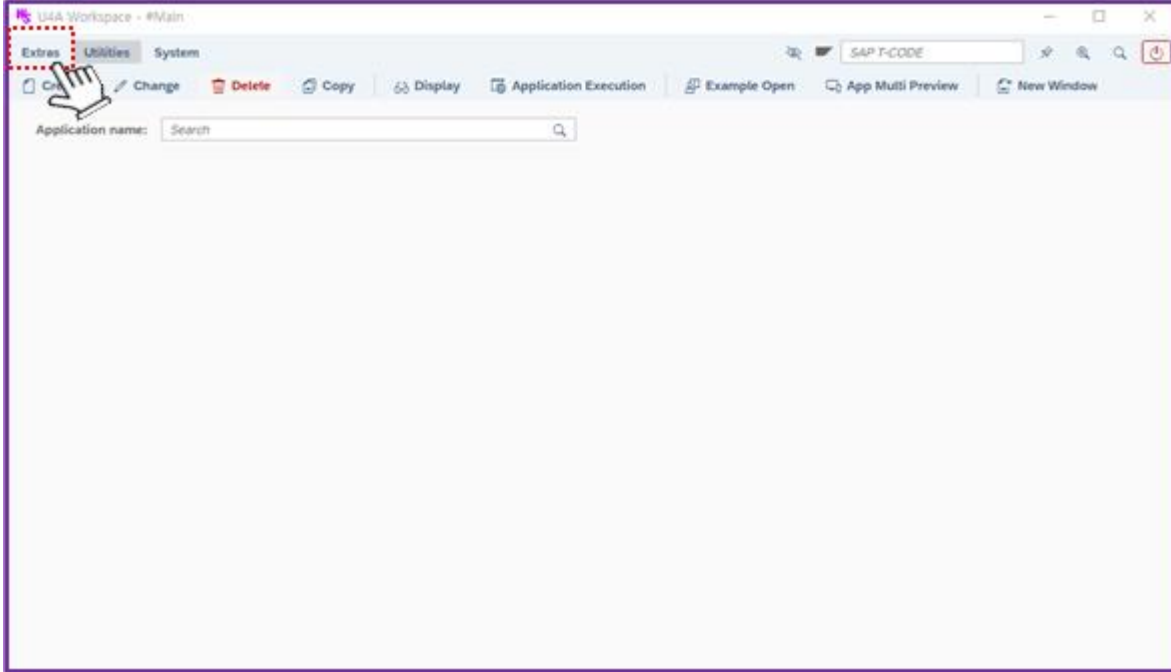 U4A Workspace - #Main
Extras Utilities System SAP T-CODE
Change Delete Copy Display Application Execution Example Open App Multi Preview New Window
Application name: Search